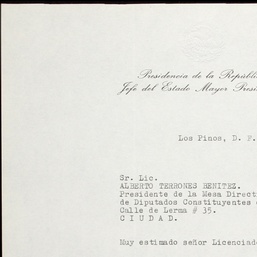 Presidencia de la Repúbl
Jefe del Estado Mayor Presi
Los Pinos, D. F.
Sr. Lic.
ALBERTO TERRONES BENITEZ.
Presidente de la Mesa Directi
de Diputados Constituyentes
Calle de Lerma # 35.
C I U D A D.
Muy estimado señor Licenciad